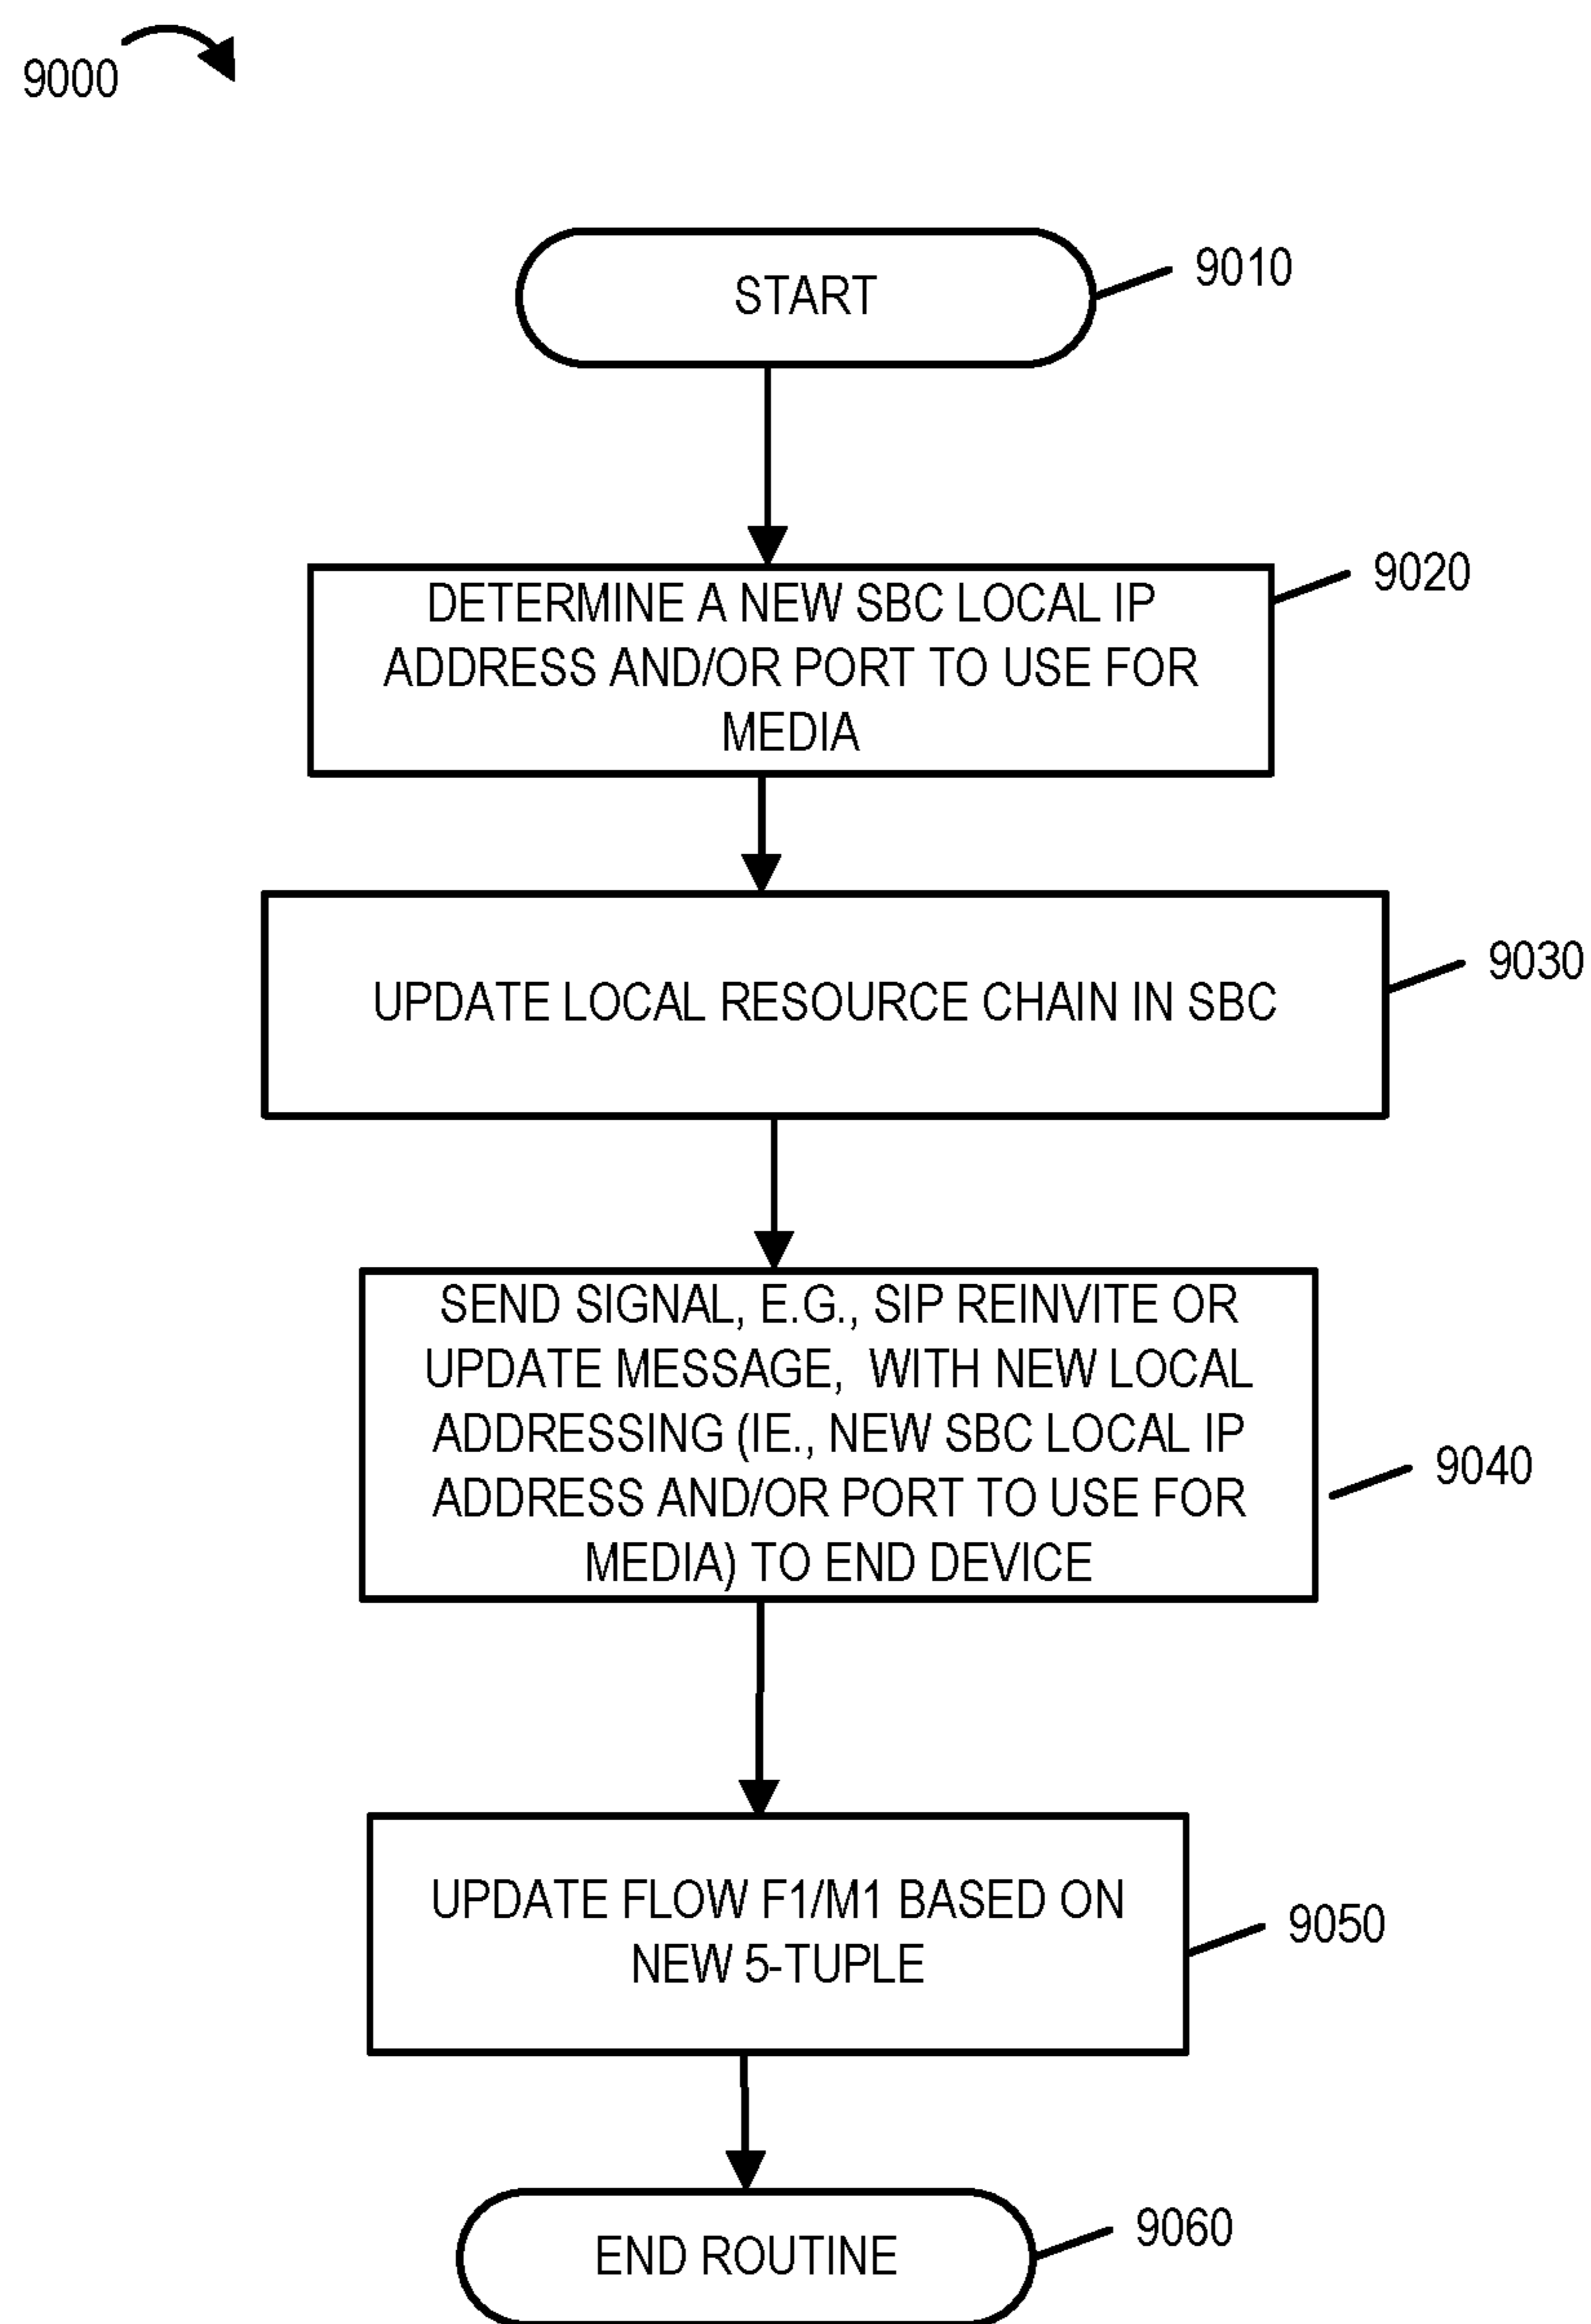 9000
START
9010
DETERMINE A NEW SBC LOCAL IP
ADDRESS AND/OR PORT TO USE FOR
MEDIA
9020
UPDATE LOCAL RESOURCE CHAIN IN SBC
9030
SEND SIGNAL, E.G., SIP REINVITE OR
UPDATE MESSAGE, WITH NEW LOCAL
ADDRESSING (IE., NEW SBC LOCAL IP
ADDRESS AND/OR PORT TO USE FOR
MEDIA) TO END DEVICE
9040
UPDATE FLOW F1/M1 BASED ON
NEW 5-TUPLE
9050
END ROUTINE
9060